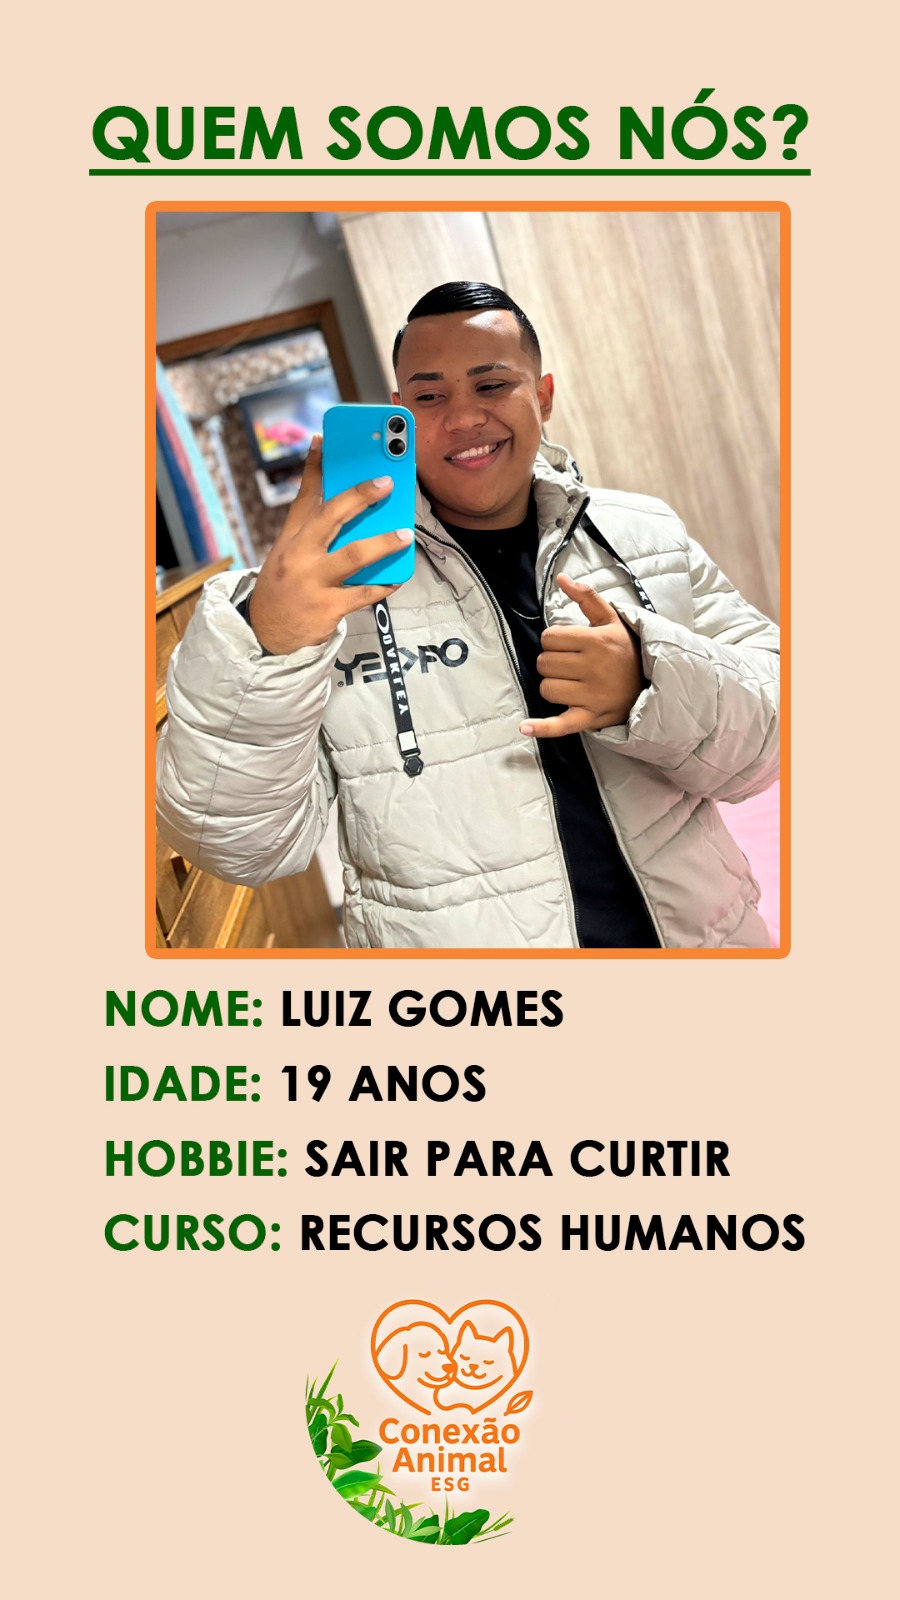 QUEM SOMOS NÓS?
NOME: LUIZ GOMES
IDADE: 19 ANOS
HOBBIE: SAIR PARA CURTIR
CURSO: RECURSOS HUMANOS
Conexão
Animal
ESG